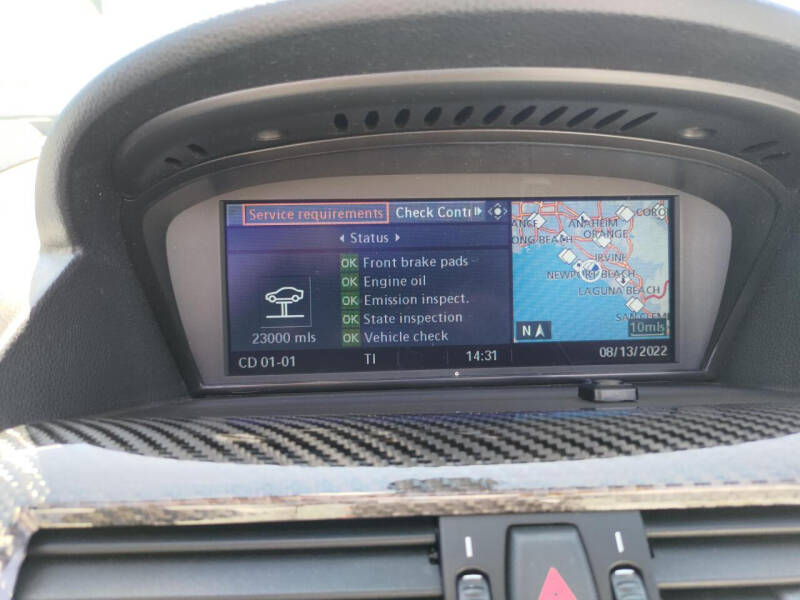 Service requirements Check Contr
Status
OK Front brake pads
OK Engine oil
OK Emission inspect.
OK State inspection
OK Vehicle check
23000 mls
CD 01-01 TI 14:31 08/13/2022
ANAHEIM
ORANGE
IRVINE
NEWPORT BEACH
LAGUNA BEACH
N
10mls